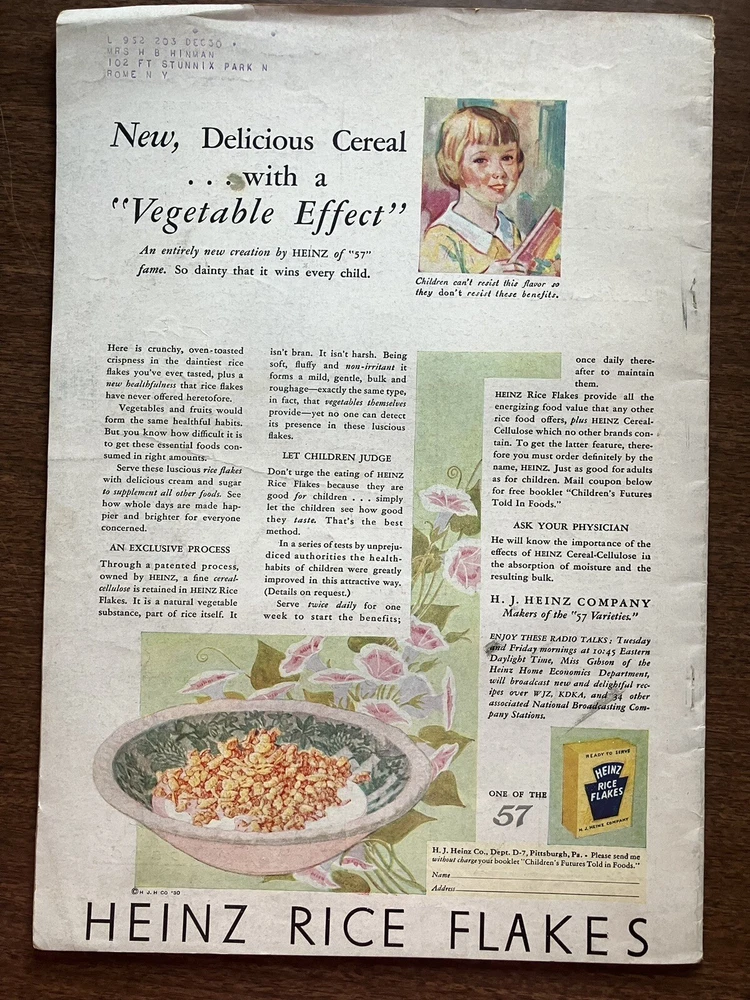 L 952 203 DEC30
MRS H B HINMAN
102 FT STUNNIX PARK N
ROME N Y
New, Delicious Cereal
. . . with a
"Vegetable Effect"
An entirely new creation by HEINZ of "57"
fame. So dainty that it wins every child.
Children can't resist this flavor so
they don't resist these benefits.
Here is crunchy, oven-toasted
crispness in the daintiest rice
flakes you've ever tasted, plus a
new healthfulness that rice flakes
have never offered heretofore.
Vegetables and fruits would
form the same healthful habits.
But you know how difficult it is
to get these essential foods con-
sumed in right amounts.
Serve these luscious rice flakes
with delicious cream and sugar
to supplement all other foods. See
how whole days are made hap-
pier and brighter for everyone
concerned.
AN EXCLUSIVE PROCESS
Through a patented process,
owned by HEINZ, a fine cereal-
cellulose is retained in HEINZ Rice
Flakes. It is a natural vegetable
substance, part of rice itself. It
isn't bran. It isn't harsh. Being
soft, fluffy and non-irritant it
forms a mild, gentle, bulk and
roughage—exactly the same type,
in fact, that vegetables themselves
provide—yet no one can detect
its presence in these luscious
flakes.
LET CHILDREN JUDGE
Don't urge the eating of HEINZ
Rice Flakes because they are
good for children . . . simply
let the children see how good
they taste. That's the best
method.
In a series of tests by unpreju-
diced authorities the health-
habits of children were greatly
improved in this attractive way.
(Details on request.)
Serve twice daily for one
week to start the benefits;
once daily there-
after to maintain
them.
HEINZ Rice Flakes provide all the
energizing food value that any other
rice food offers, plus HEINZ Cereal-
Cellulose which no other brands con-
tain. To get the latter feature, there-
fore you must order definitely by the
name, HEINZ. Just as good for adults
as for children. Mail coupon below
for free booklet "Children's Futures
Told In Foods."
ASK YOUR PHYSICIAN
He will know the importance of the
effects of HEINZ Cereal-Cellulose in
the absorption of moisture and the
resulting bulk.
H. J. HEINZ COMPANY
Makers of the "57 Varieties."
ENJOY THESE RADIO TALKS: Tuesday
and Friday mornings at 10:45 Eastern
Daylight Time, Miss Gibson of the
Heinz Home Economics Department,
will broadcast new and delightful rec-
ipes over WJZ, KDKA, and 34 other
associated National Broadcasting Com-
pany Stations.
READY TO SERVE
HEINZ
RICE
FLAKES
H. J. HEINZ COMPANY
ONE OF THE
57
H. J. Heinz Co., Dept. D-7, Pittsburgh, Pa. • Please send me
without charge your booklet "Children's Futures Told in Foods."
Name
Address
© H J. H CO '30
HEINZ RICE FLAKES